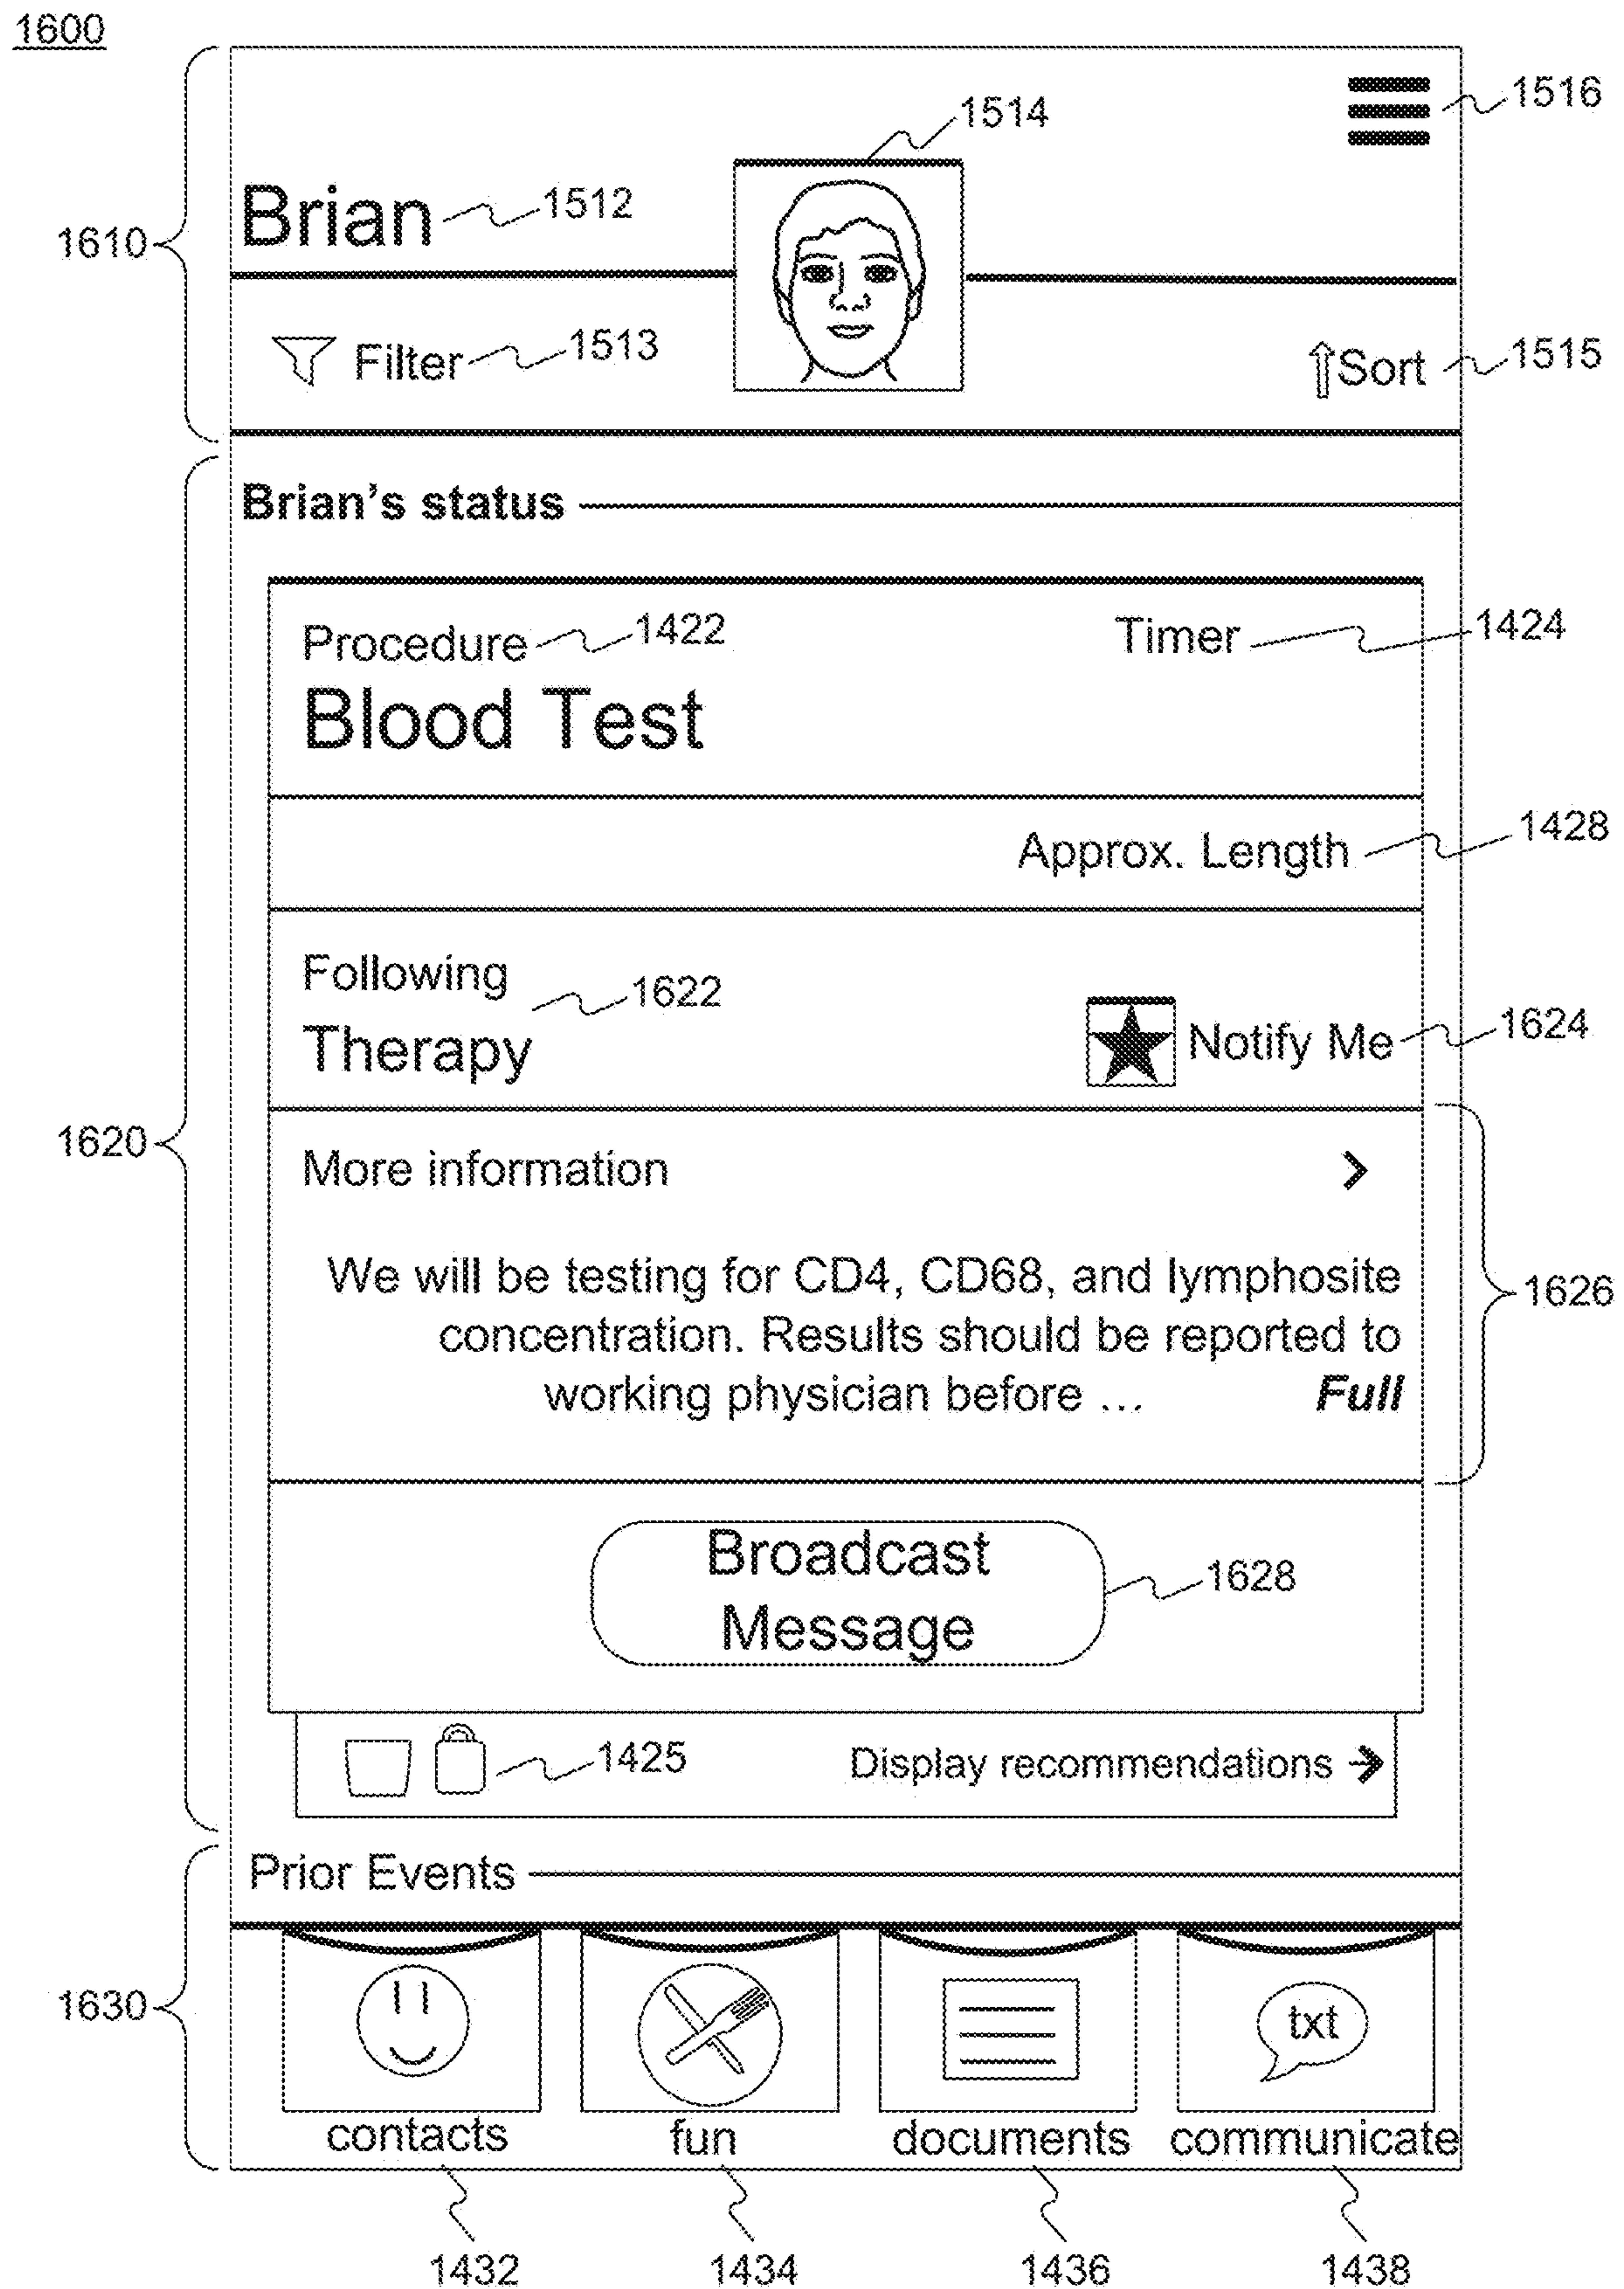 1600
1516
1514
Brian
1512
1610
Filter
1513
Sort
1515
Brian's status
Procedure
1422
Timer
1424
Blood Test
Approx. Length
1428
Following
1622
Therapy
Notify Me
1624
1620
More information
We will be testing for CD4, CD68, and lymphosite
concentration. Results should be reported to
working physician before ... Full
1626
Broadcast
Message
1628
1425
Display recommendations
Prior Events
1630
txt
contacts fun documents communicate
1432 1434 1436 1438